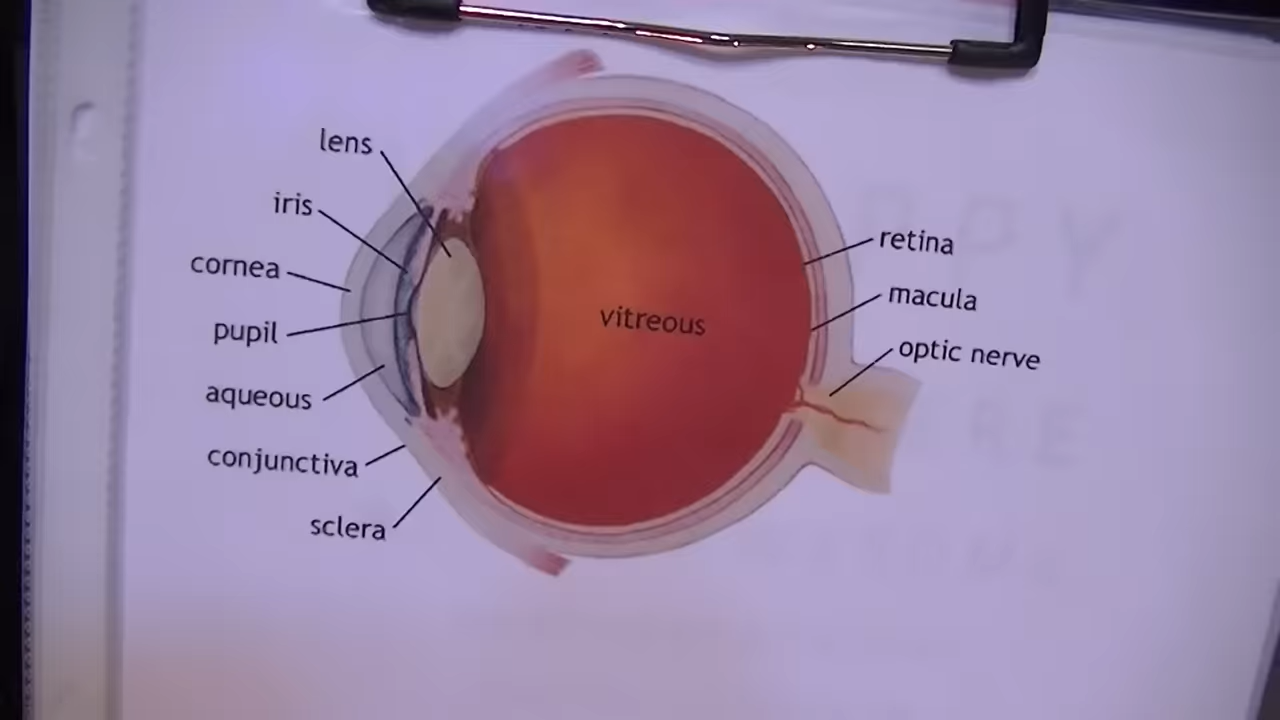 lens
iris
cornea
pupil
aqueous
conjunctiva
sclera
vitreous
retina
macula
optic nerve